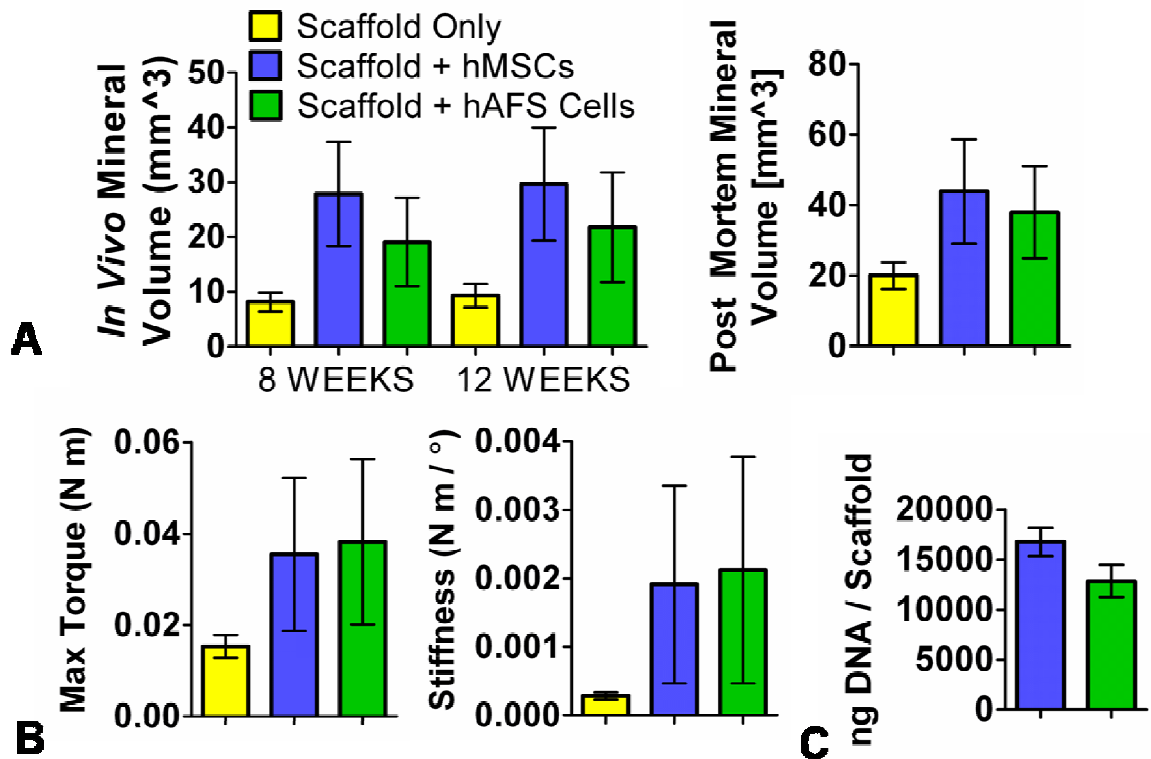 Scaffold Only
Scaffold + hMSCs
Scaffold + hAFS Cells
In Vivo Mineral
Volume (mm^3)
50
40
30
20
10
0
8 WEEKS
12 WEEKS
A
Post Mortem Mineral
Volume [mm^3]
80
60
40
20
0
Max Torque (N m)
0.06
0.04
0.02
0.00
B
Stiffness (N m / °)
0.004
0.003
0.002
0.001
0.000
ng DNA / Scaffold
20000
15000
10000
5000
0
C